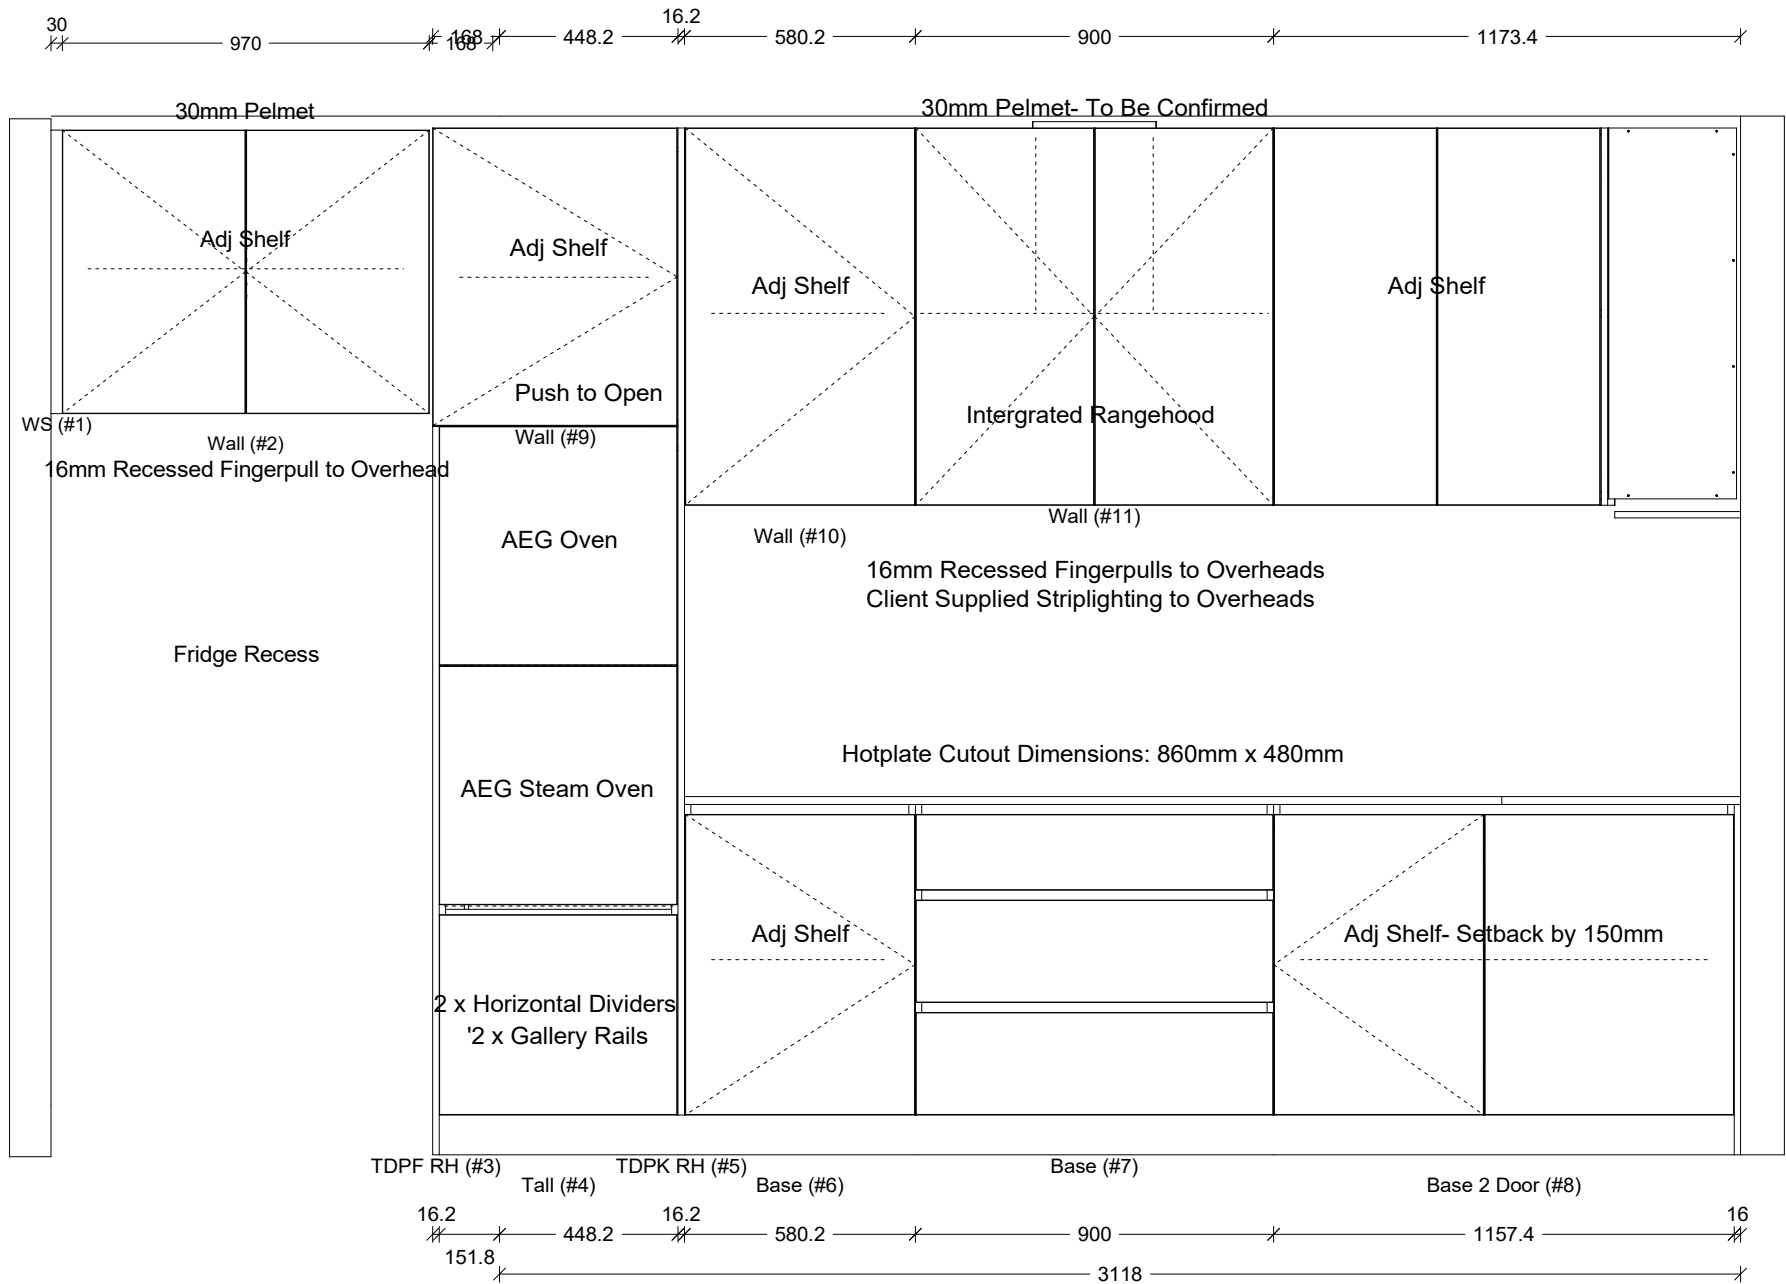 16.2
30
970
168
168
448.2
580.2
900
1173.4
30mm Pelmet
30mm Pelmet- To Be Confirmed
Adj Shelf
Adj Shelf
Adj Shelf
Adj Shelf
Push to Open
Intergrated Rangehood
WS (#1)
Wall (#2)
Wall (#9)
16mm Recessed Fingerpull to Overhead
Wall (#11)
Wall (#10)
AEG Oven
16mm Recessed Fingerpulls to Overheads
Client Supplied Striplighting to Overheads
Fridge Recess
Hotplate Cutout Dimensions: 860mm x 480mm
AEG Steam Oven
Adj Shelf
Adj Shelf- Setback by 150mm
2 x Horizontal Dividers
'2 x Gallery Rails
TDPF RH (#3)
TDPK RH (#5)
Base (#7)
Tall (#4)
Base (#6)
Base 2 Door (#8)
16.2
16.2
16
448.2
580.2
900
1157.4
151.8
3118